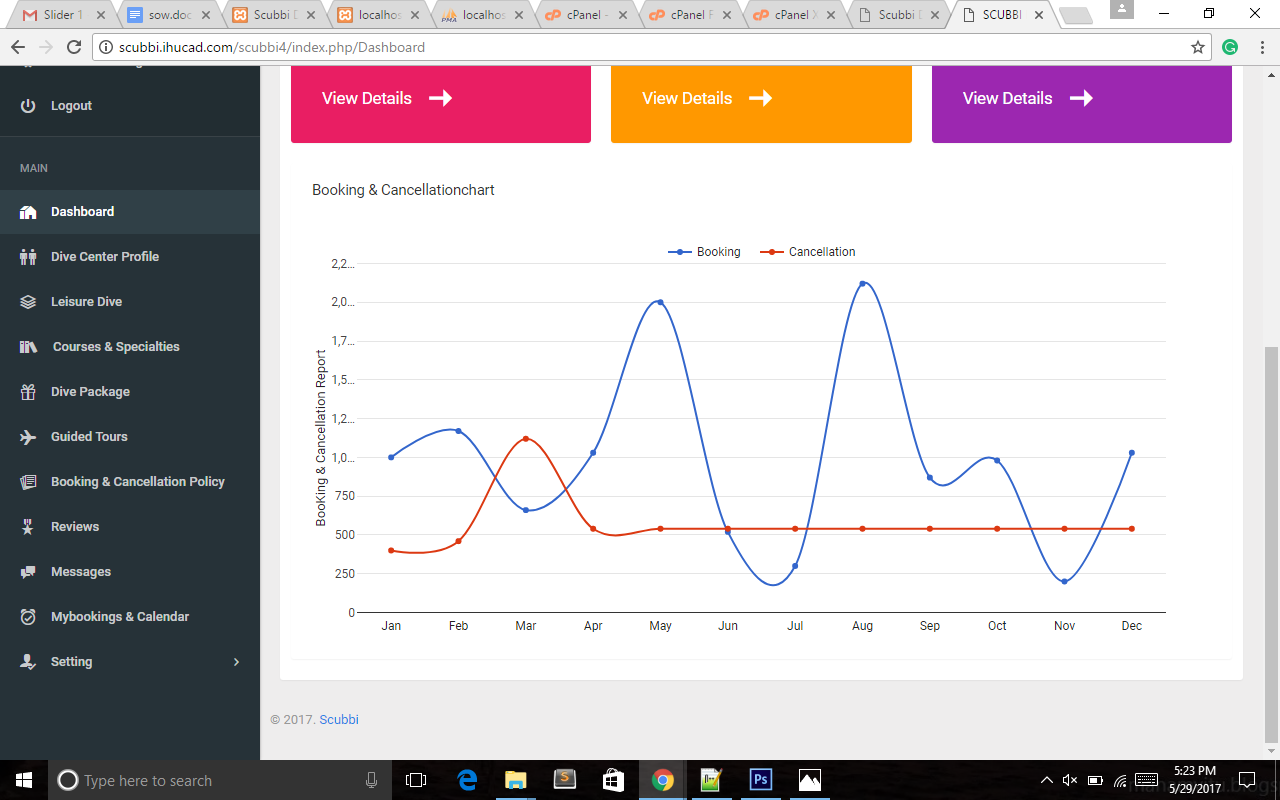 Slider 1
sow.doc
Scubbi D
localhos
localhos
cPanel -
cPanel F
cPanel X
Scubbi D
SCUBBI
scubbi.ihucad.com/scubbi4/index.php/Dashboard
Logout
MAIN
Dashboard
Dive Center Profile
Leisure Dive
Courses & Specialties
Dive Package
Guided Tours
Booking & Cancellation Policy
Reviews
Messages
Mybookings & Calendar
Setting
View Details
View Details
View Details
Booking & Cancellationchart
Booking
Cancellation
BooKing & Cancellation Report
2,2...
2,0...
1,7...
1,5...
1,2...
1,0...
750
500
250
0
Jan Feb Mar Apr May Jun Jul Aug Sep Oct Nov Dec
© 2017. Scubbi
Type here to search
5:23 PM
5/29/2017